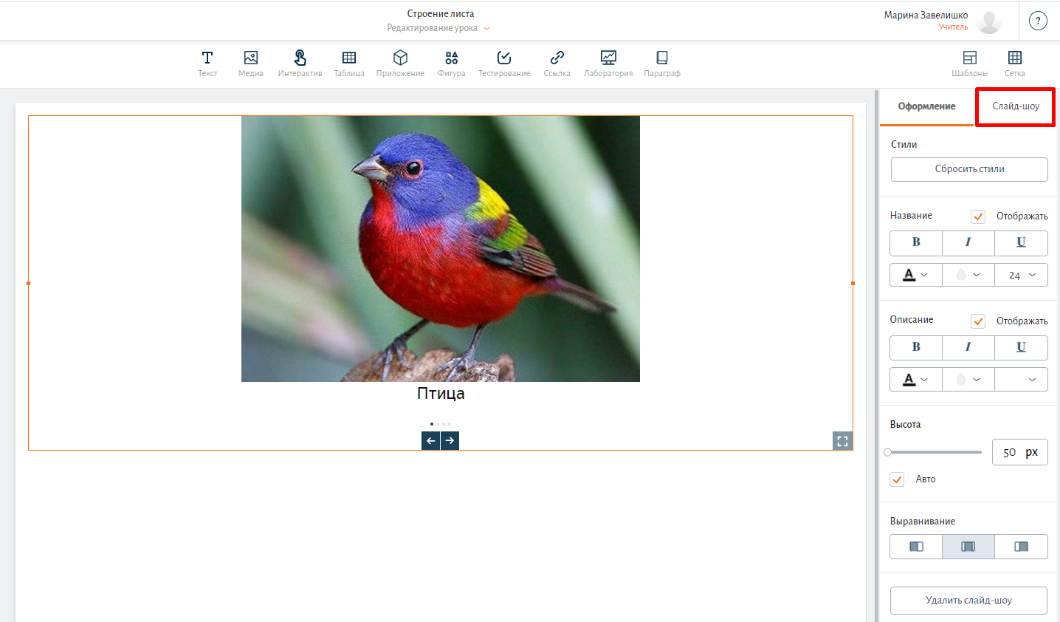 Строение листа
Редактирование урока
Марина Завелишко
Учитель
?
Текст Медиа Интерактив Таблица Приложение Фигура Тестирование Ссылка Лаборатория Параграф Шаблоны Сетка
Оформление Слайд-шоу
Стили
Сбросить стили
Название Отображать
B I U
A 24
Описание Отображать
B I U
A
Высота
50 px
Авто
Выравнивание
Удалить слайд-шоу
Птица